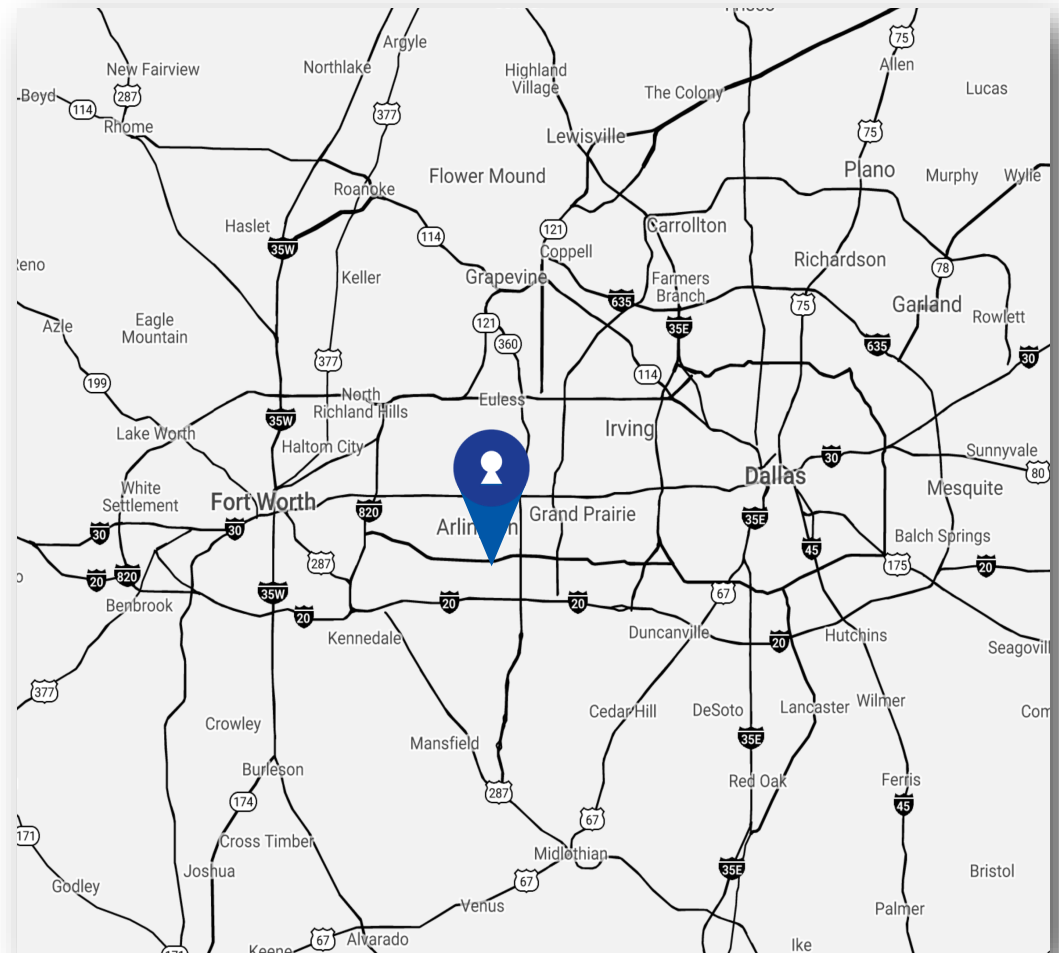 Argyle
75
New Fairview
Northlake
Allen
Highland
Village
287
Boyd
114
The Colony
Lucas
377
Rhome
75
Lewisville
Plano
Flower Mound
Murphy
Wylie
Roanoke
Haslet
Carrollton
121
114
35W
Coppell
Richardson
78
Keller
Grapevine
Farmers
Branch
635
75
Garland
Rowlett
Azle
Eagle
Mountain
121
35E
360
635
30
377
114
199
North
Richland Hills
Euless
35W
Irving
Lake Worth
Haltom City
Sunnyvale
30
80
Dallas
White
Settlement
Fort Worth
Mesquite
820
Grand Prairie
35E
30
30
Arlin n
Balch Springs
45
287
175
20
820
20
35W
67
Benbrook
20
20
20
Kennedale
Duncanville
Hutchins
20
Seagovil
377
Wilmer
Cedar Hill
DeSoto
Lancaster
Com
Crowley
35E
Mansfield
Burleson
Red Oak
Ferris
287
174
45
67
171
Cross Timber
Midlothian
Joshua
35E
Bristol
67
Godley
Venus
Palmer
67
Alvarado
Ike
Keene